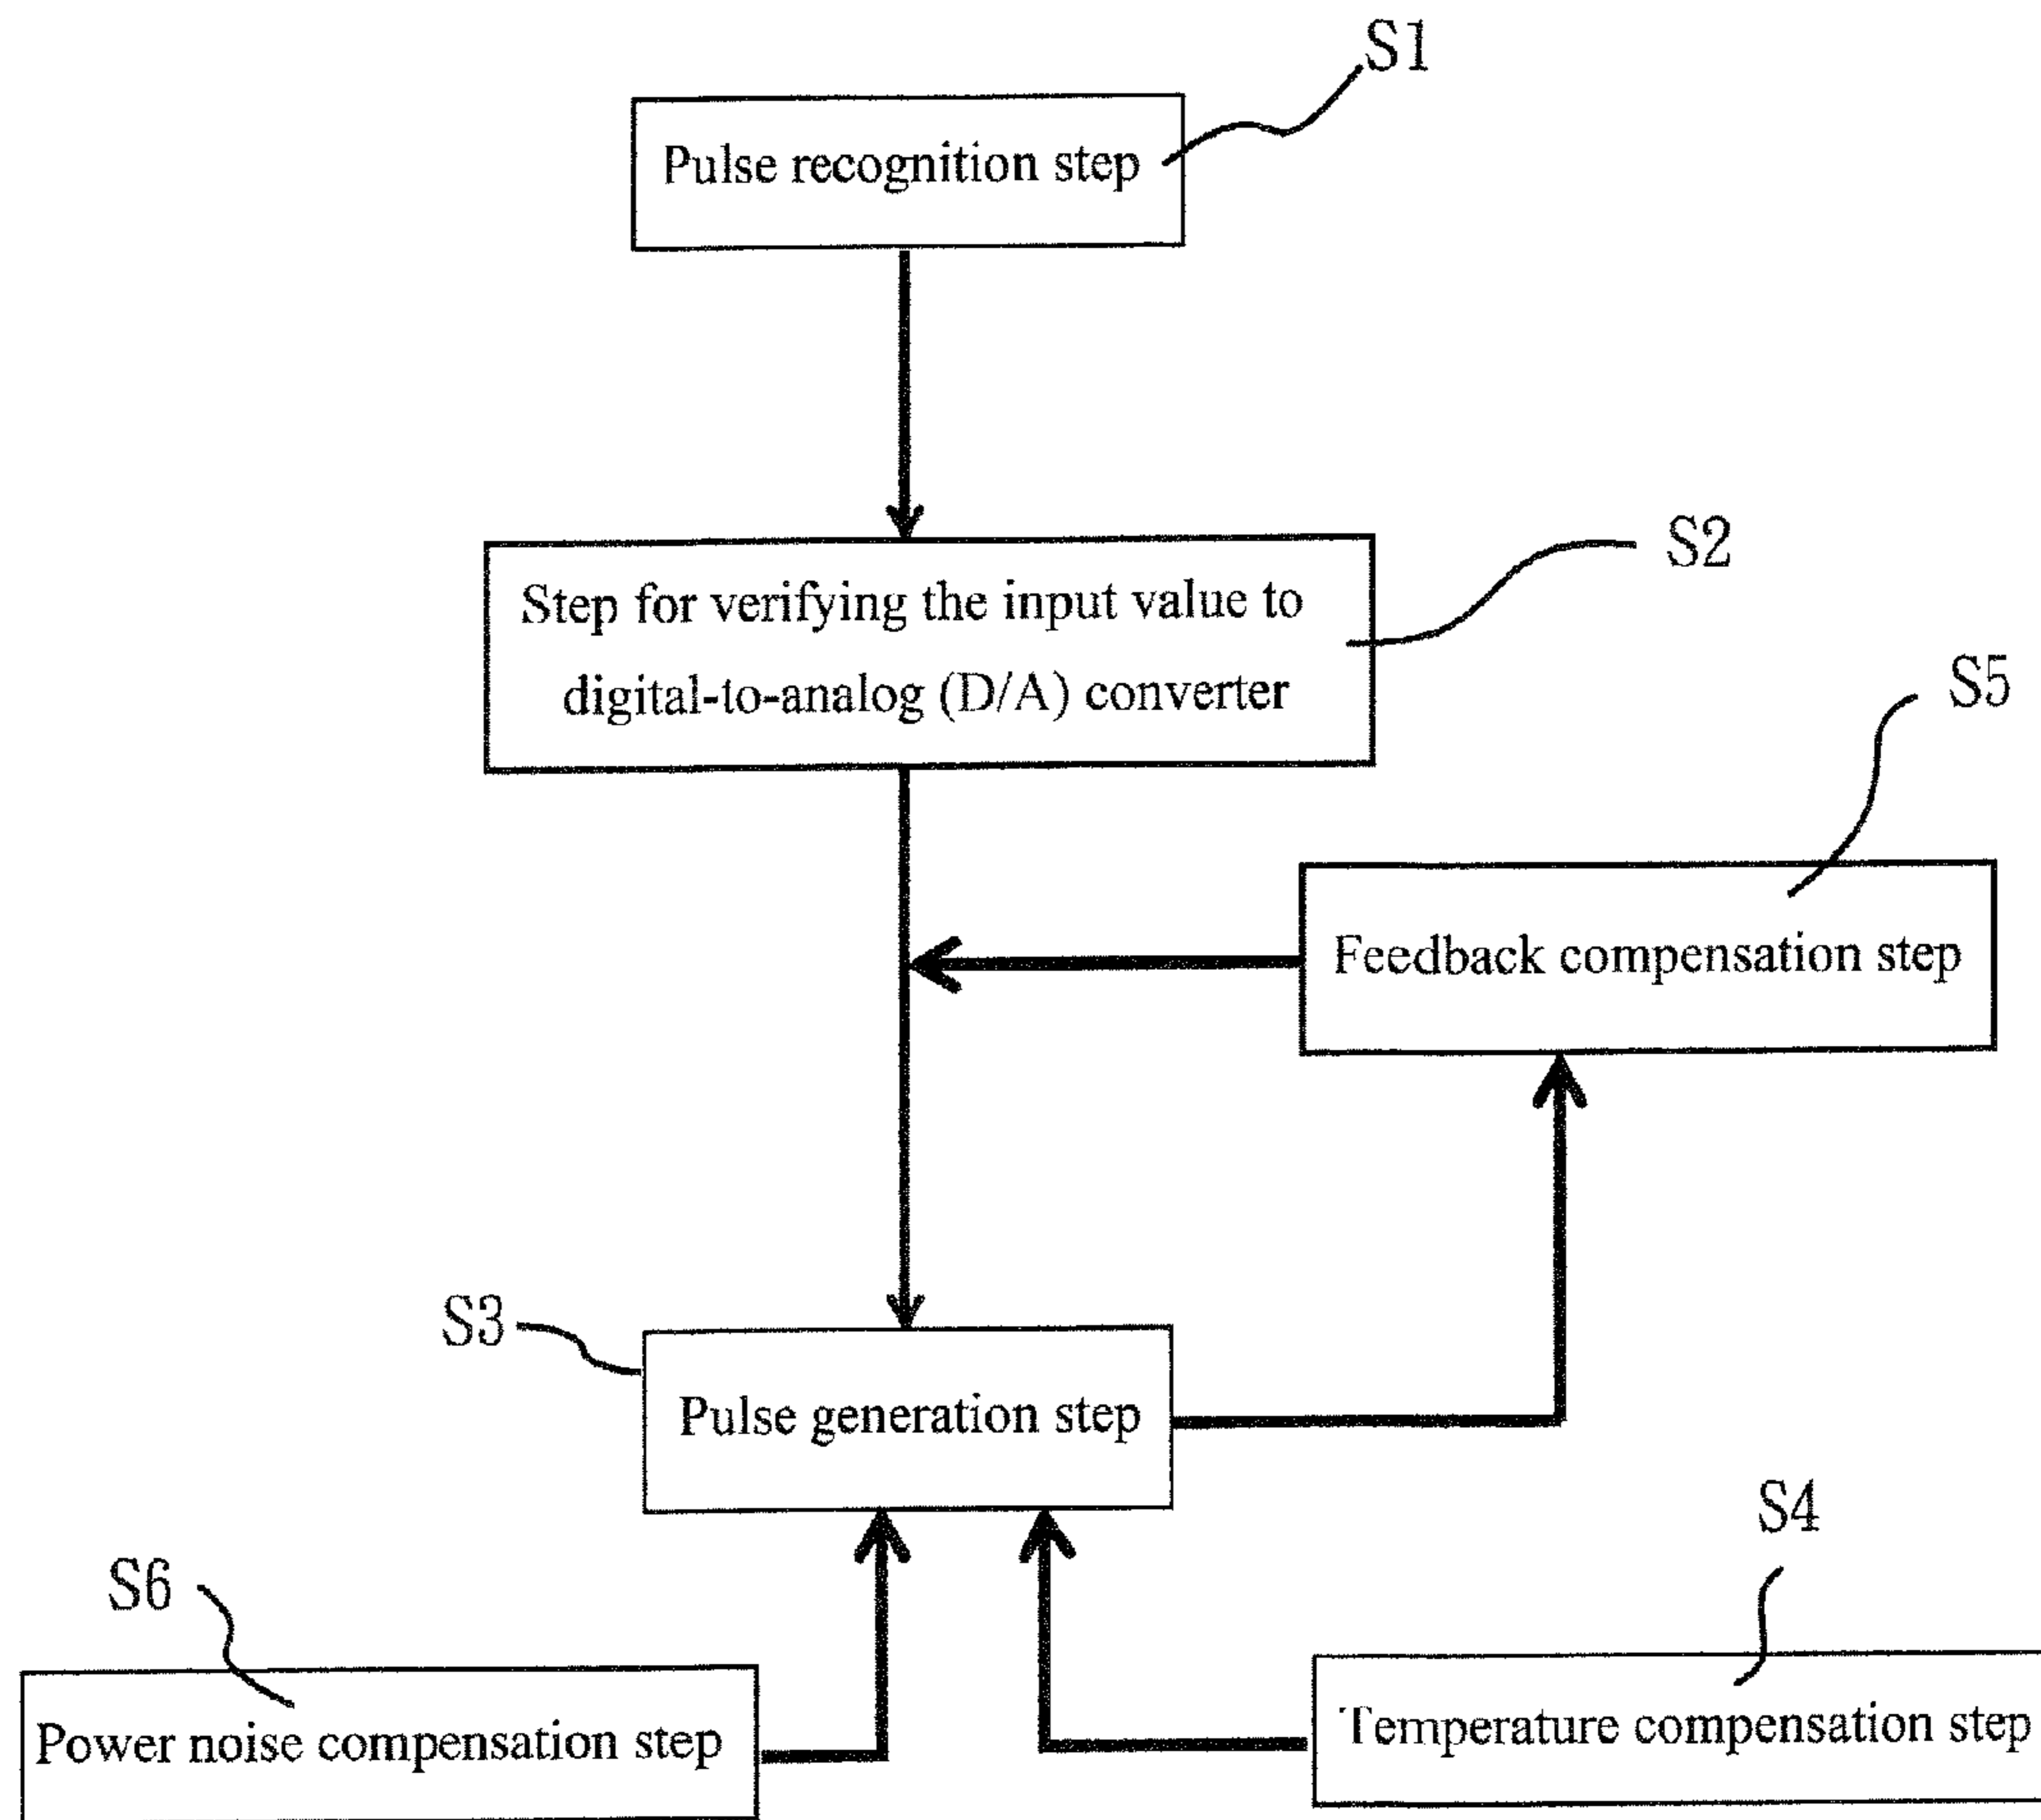 S1
Pulse recognition step
S2
Step for verifying the input value to
digital-to-analog (D/A) converter
S5
Feedback compensation step
S3
Pulse generation step
S4
S6
Power noise compensation step
Temperature compensation step